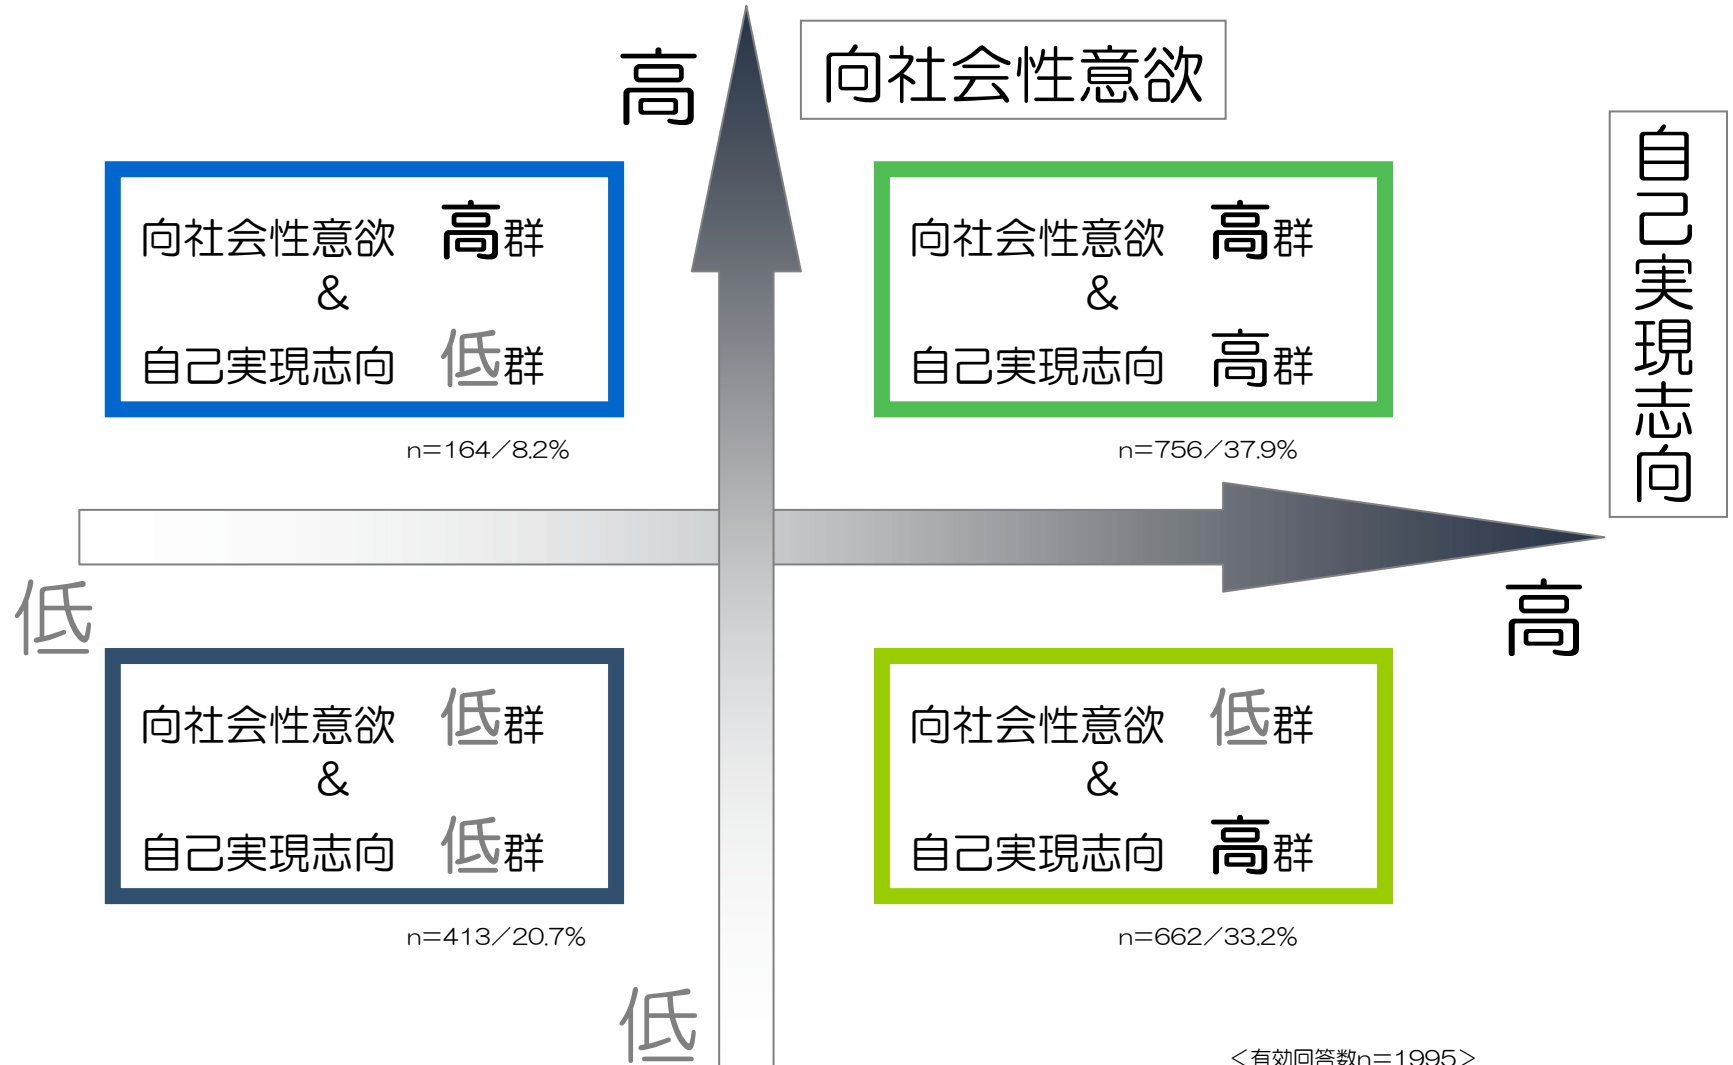 高
向社会性意欲
自己実現志向
向社会性意欲 高群
&
自己実現志向 低群
n=164/8.2%
向社会性意欲 高群
&
自己実現志向 高群
n=756/37.9%
低
高
向社会性意欲 低群
&
自己実現志向 低群
n=413/20.7%
向社会性意欲 低群
&
自己実現志向 高群
n=662/33.2%
低
<有効回答数n=1995>